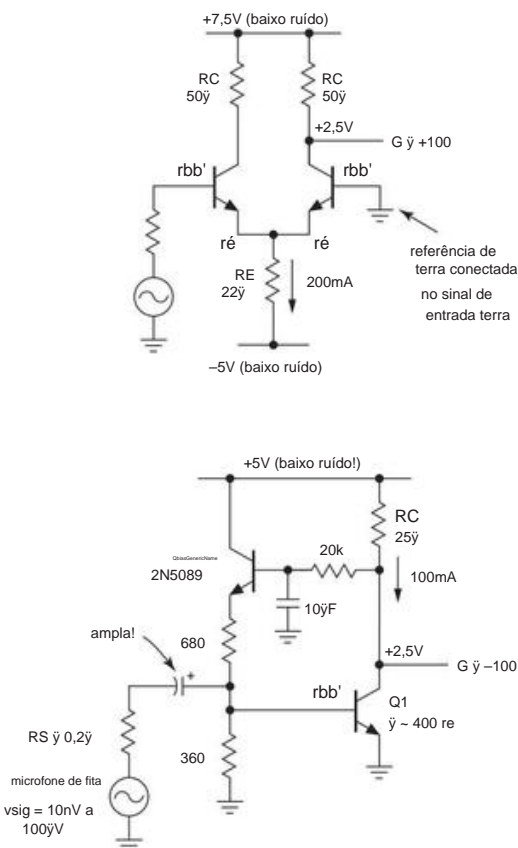 +7,5V (baixo ruído)
RC
50ÿ
RC
50ÿ
+2,5V
G ÿ +100
rbb'
rbb'
ré
ré
RE
22ÿ
200mA
referência de
terra conectada
no sinal de
entrada terra
–5V (baixo ruído)
+5V (baixo ruído!)
RC
25ÿ
20k
QbiasGenericName
2N5089
100mA
10ÿF
ampla!
680
+
+2,5V
G ÿ –100
rbb'
Q1
ÿ ~ 400 re
RS ÿ 0,2ÿ
360
microfone de fita
vsig = 10nV a
100ÿV